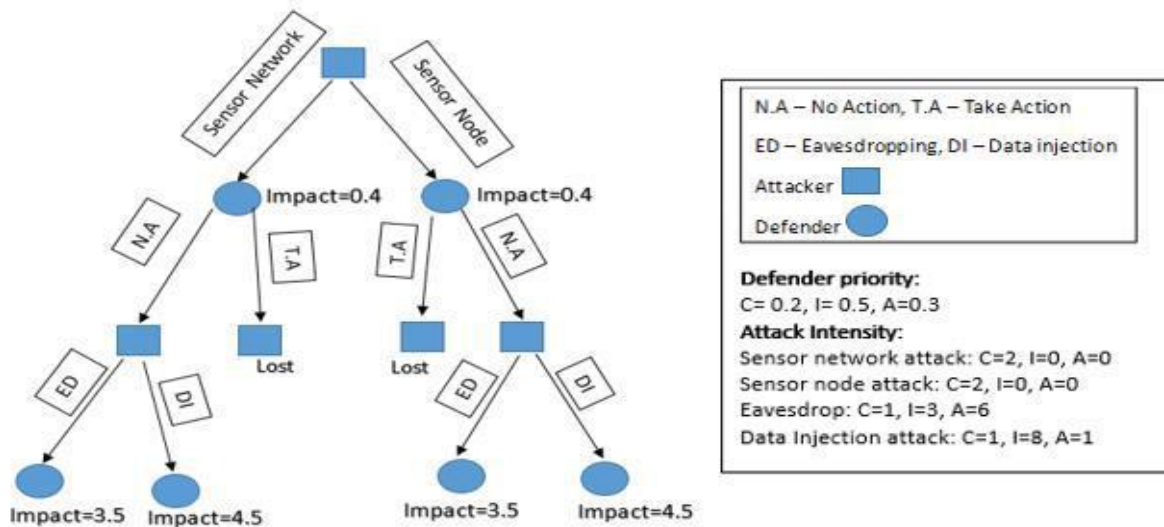 Sensor Network
Sensor Node
Impact=0.4
Impact=0.4
N.A
T.A
T.A
N.A
Lost
Lost
ED
DI
ED
DI
Impact=3.5
Impact=4.5
Impact=3.5
Impact=4.5
N.A – No Action, T.A – Take Action
ED – Eavesdropping, DI – Data injection
Attacker
Defender
Defender priority:
C= 0.2, I= 0.5, A=0.3
Attack Intensity:
Sensor network attack: C=2, I=0, A=0
Sensor node attack: C=2, I=0, A=0
Eavesdrop: C=1, I=3, A=6
Data Injection attack: C=1, I=8, A=1